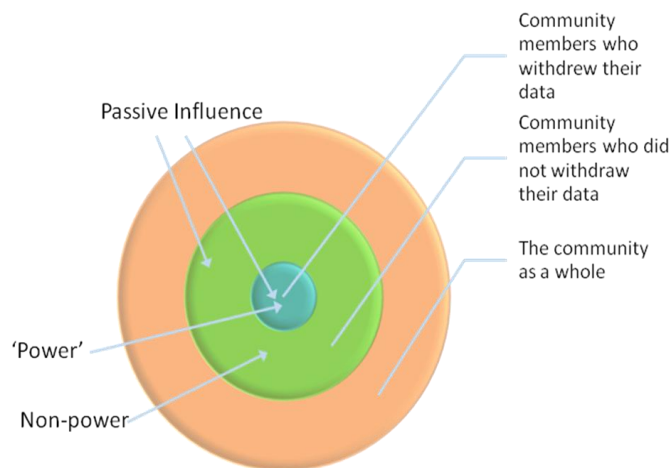 Community
members who
withdrew their
data
Passive Influence
Community
members who did
not withdraw
their data
The community
as a whole
‘Power’
Non-power